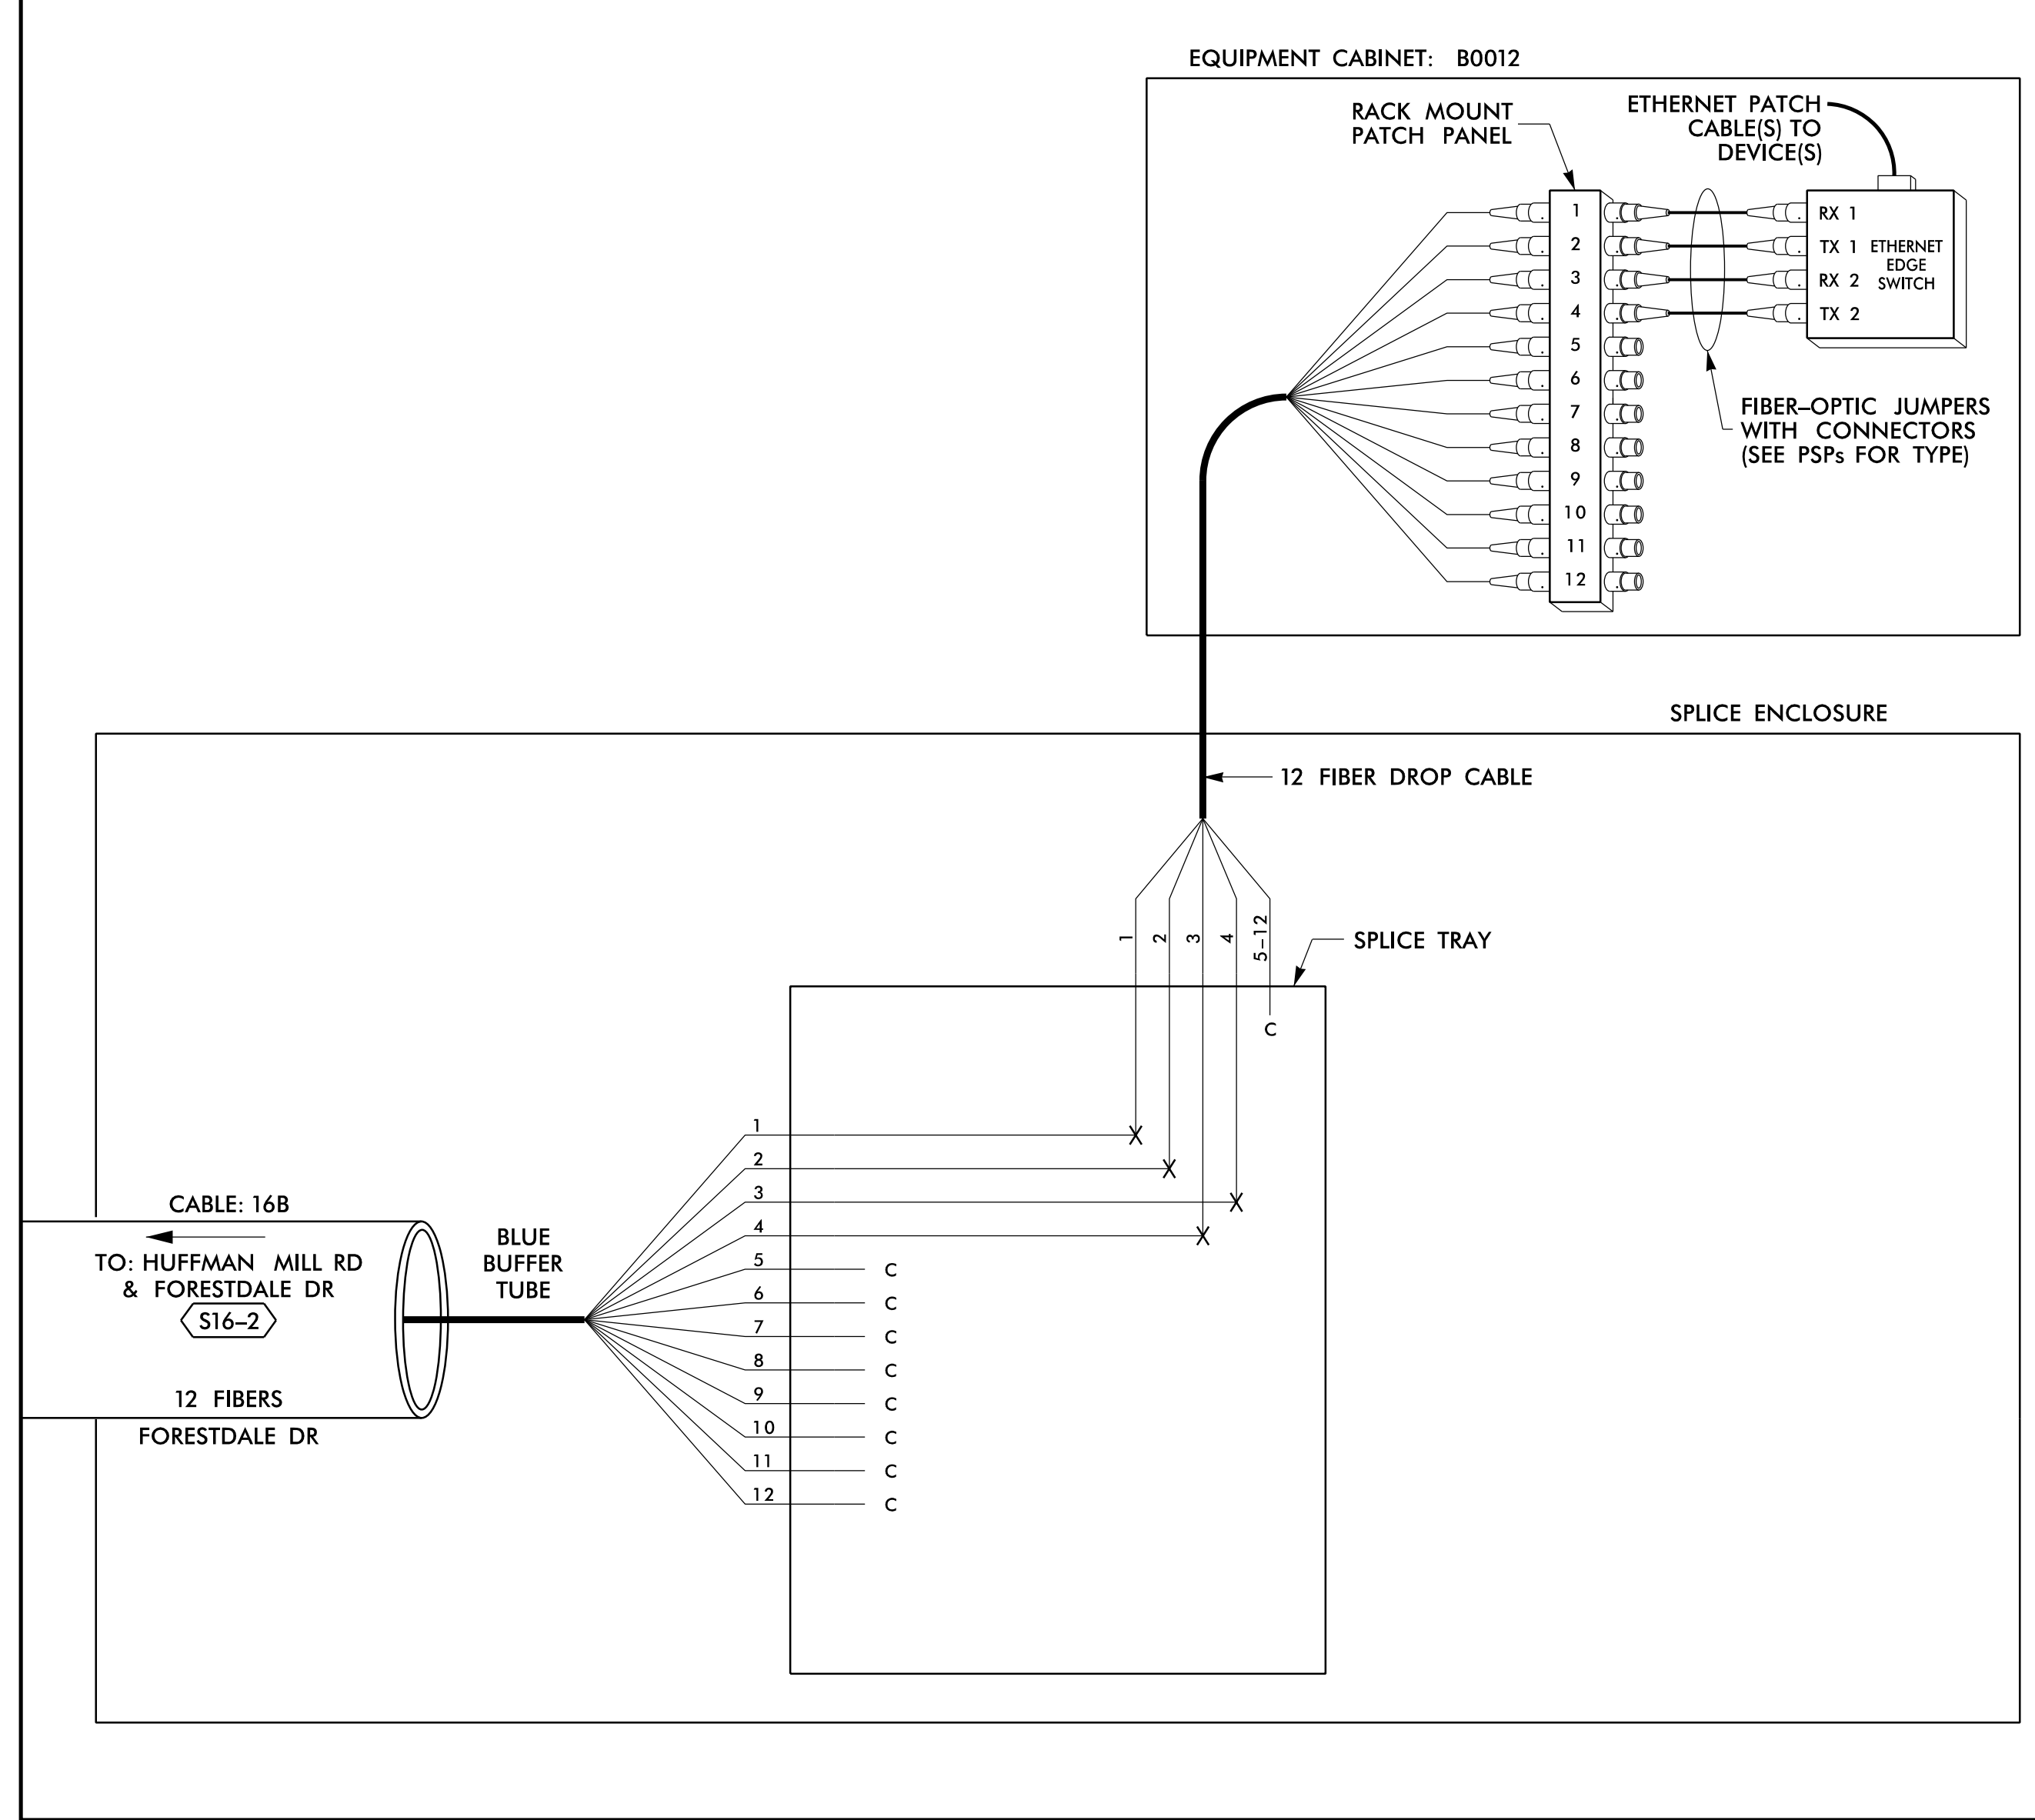 EQUIPMENT CABINET: B0012
RACK MOUNT
PATCH PANEL
ETHERNET PATCH
CABLE(S) TO
DEVICE(S)
1
2
3
4
5
6
7
8
9
10
11
12
RX 1
TX 1
RX 2
TX 2
ETHERNET
EDGE
SWITCH
FIBER–OPTIC JUMPERS
WITH CONNECTORS
(SEE PSPs FOR TYPE)
SPLICE ENCLOSURE
12 FIBER DROP CABLE
1
2
3
4
5–12
SPLICE TRAY
C
CABLE: 16B
TO: HUFFMAN MILL RD
& FORESTDALE DR
S16–2
12 FIBERS
FORESTDALE DR
BLUE
BUFFER
TUBE
1
2
3
4
5 C
6 C
7 C
8 C
9 C
10 C
11 C
12 C